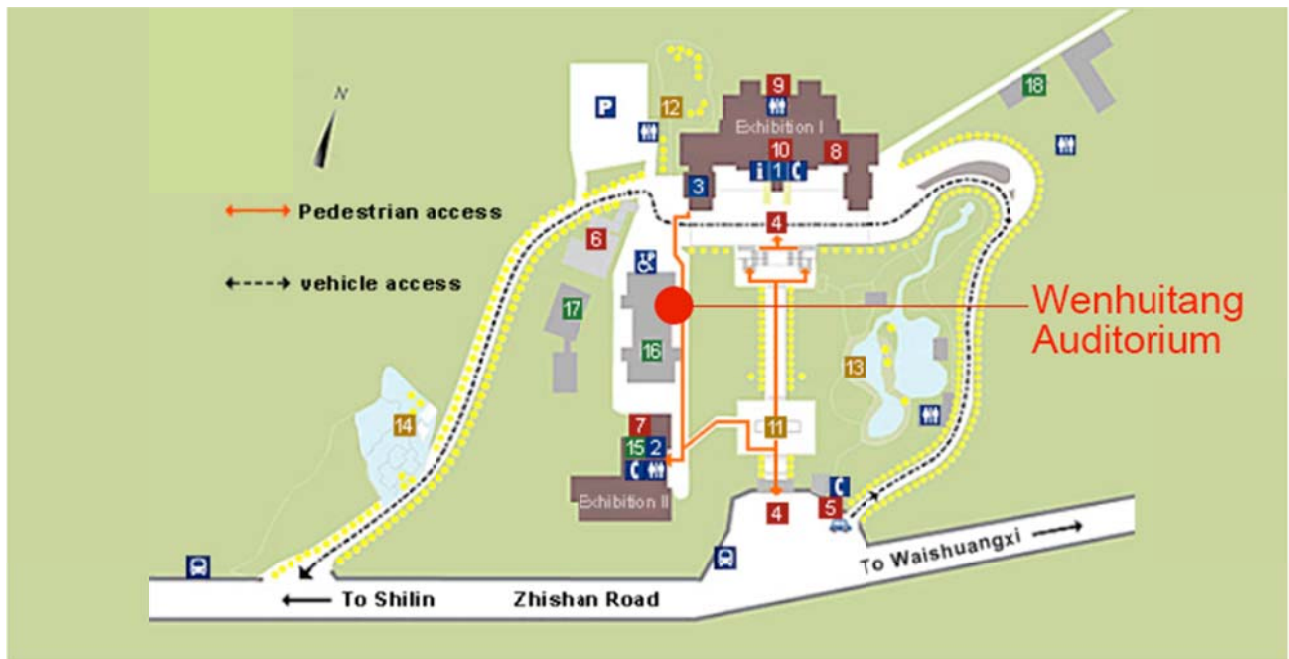 N
Pedestrian access
vehicle access
P
12
9
18
Exhibition I
10
8
i
1
3
4
6
P
17
Wenhuitang
Auditorium
16
13
14
7
11
15
2
Exhibition II
4
5
To Waishuangxi
To Shilin
Zhishan Road